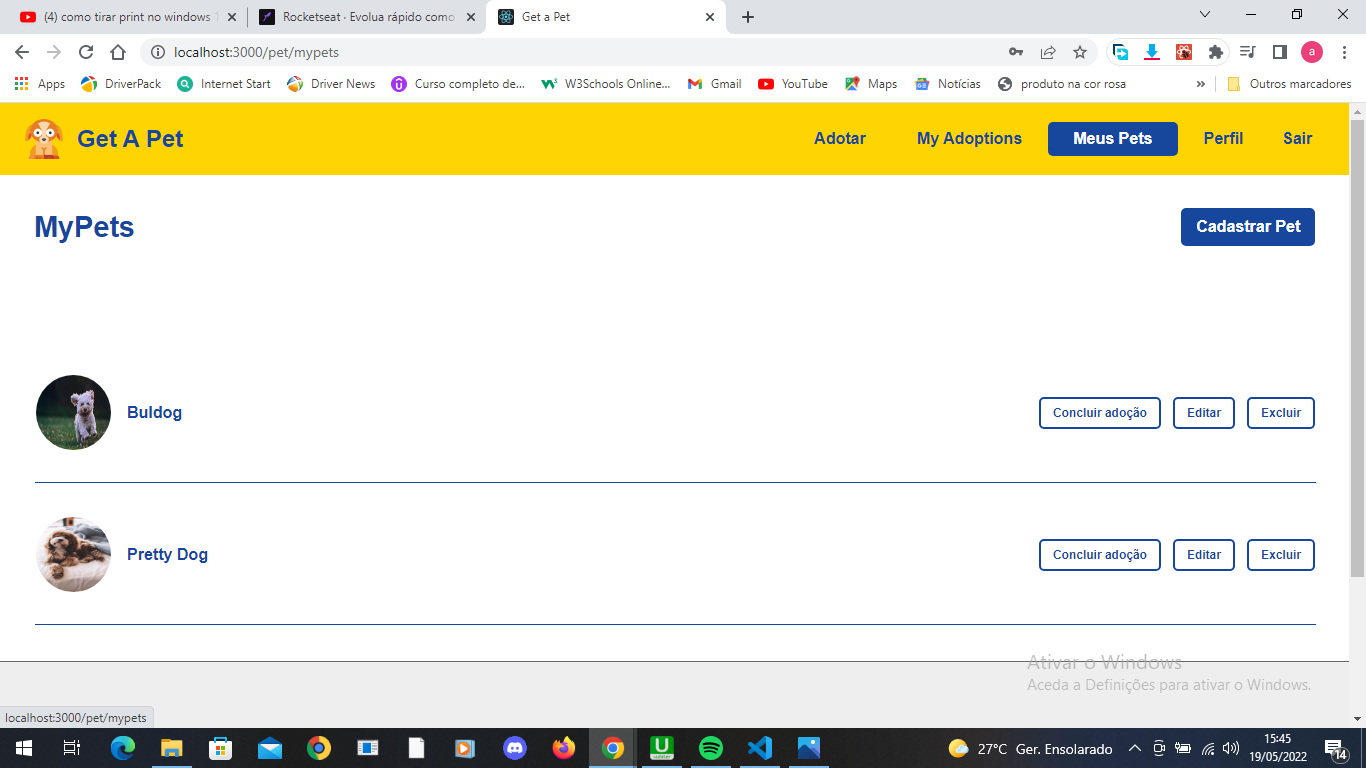 (4) como tirar print no windows 1
Rocketseat · Evolua rápido como
Get a Pet
localhost:3000/pet/mypets
a
Apps
DriverPack
Internet Start
Driver News
Curso completo de...
W3Schools Online...
Gmail
YouTube
Maps
Notícias
produto na cor rosa
»
Outros marcadores
Get A Pet
Adotar
My Adoptions
Meus Pets
Perfil
Sair
MyPets
Cadastrar Pet
Buldog
Concluir adoção
Editar
Excluir
Pretty Dog
Concluir adoção
Editar
Excluir
Ativar o Windows
Aceda a Definições para ativar o Windows.
localhost:3000/pet/mypets
27°C Ger. Ensolarado
15:45
19/05/2022
14